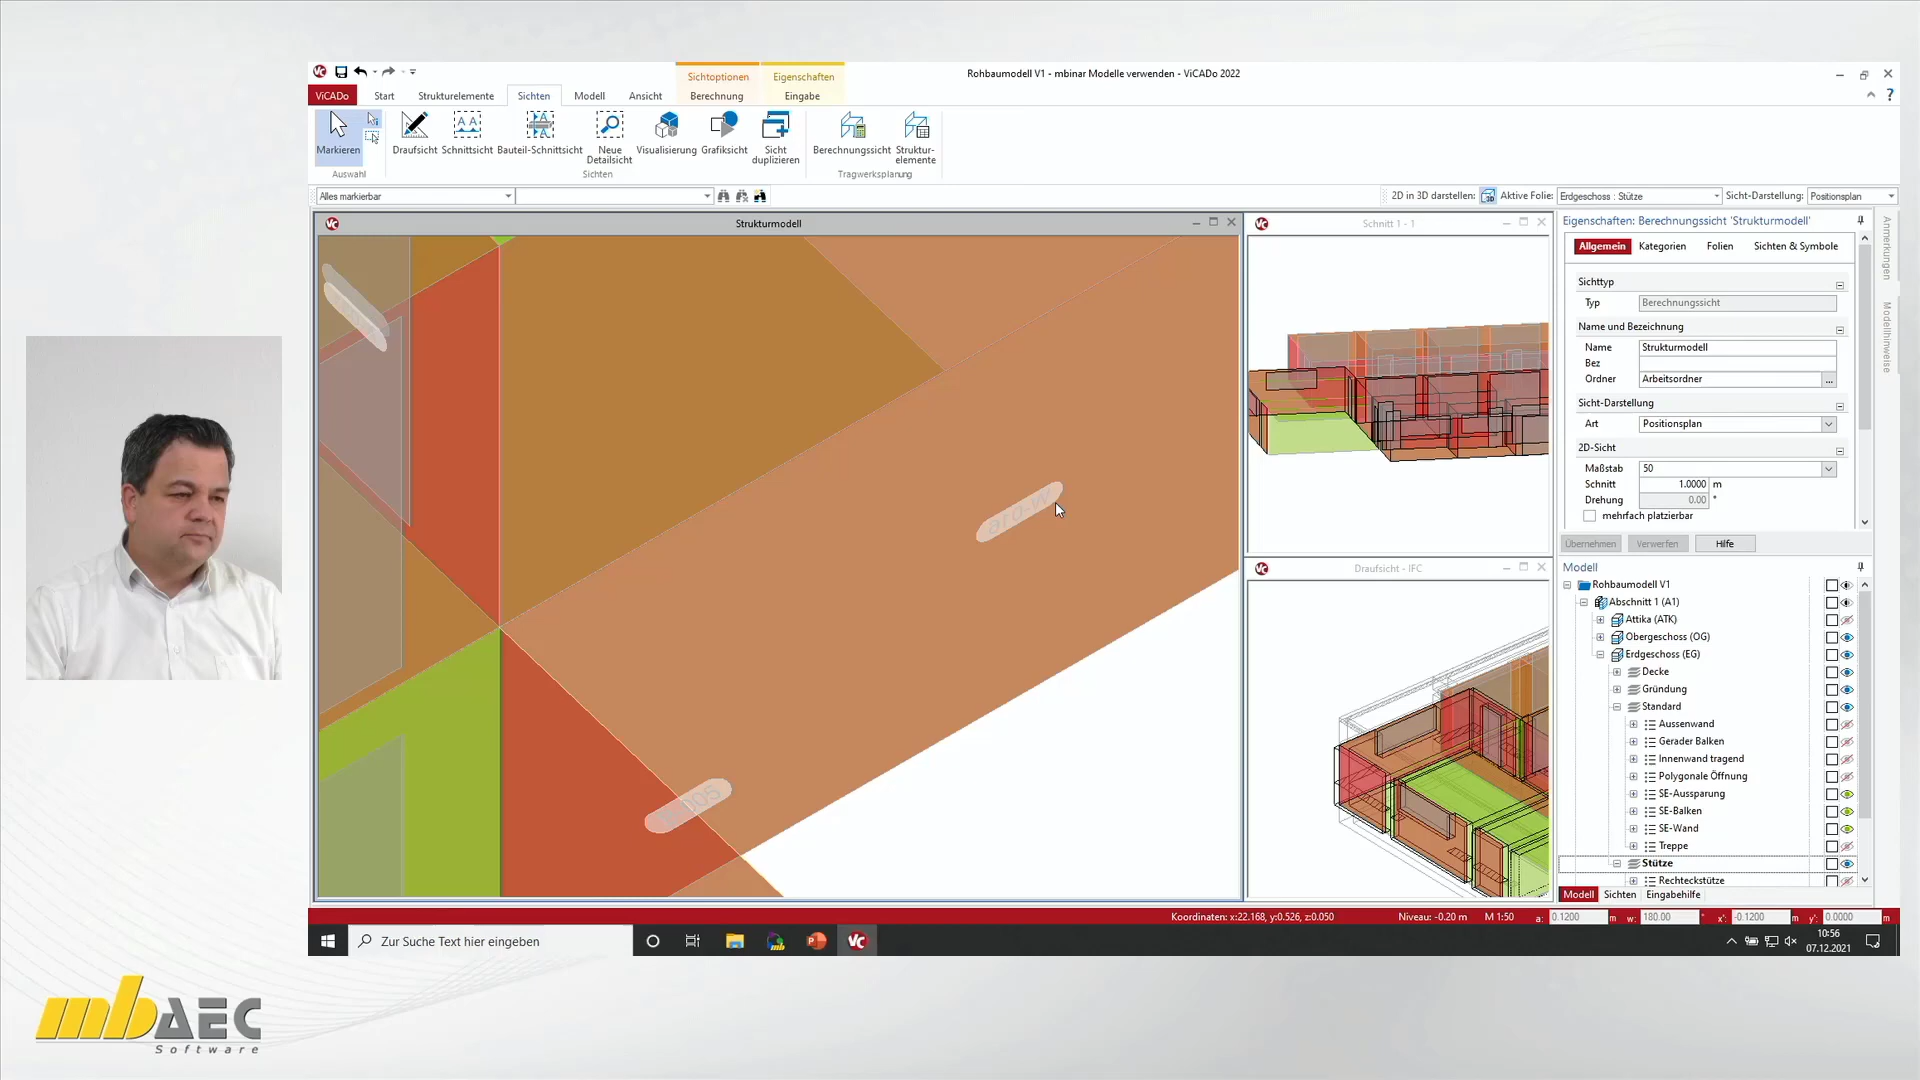 Sichtoptionen
Eigenschaften
Rohbaumodell V1 - mbinar Modelle verwenden - ViCADo 2022
ViCADo
Start
Strukturelemente
Sichten
Modell
Ansicht
Berechnung
Eingabe
Markieren
Draufsicht
Schnittsicht
Bauteil-Schnittsicht
Neue Detailsicht
Visualisierung
Grafiksicht
Sicht duplizieren
Berechnungssicht
Struktur-elemente
Auswahl
Sichten
Tragwerksplanung
Alles markierbar
2D in 3D darstellen:
Aktive Folie:
Erdgeschoss : Stütze
Sicht-Darstellung:
Positionsplan
Strukturmodell
Schnitt 1 - 1
Draufsicht - IFC
Eigenschaften: Berechnungssicht 'Strukturmodell'
Allgemein
Kategorien
Folien
Sichten & Symbole
Sichttyp
Typ
Berechnungssicht
Name und Bezeichnung
Name
Strukturmodell
Bez
Ordner
Arbeitsordner
...
Sicht-Darstellung
Art
Positionsplan
2D-Sicht
Maßstab
50
Schnitt
1.0000 m
Drehung
0.00 °
mehrfach platzierbar
Übernehmen
Verwerfen
Hilfe
Anmerkungen
Modellhinweise
Modell
Rohbaumodell V1
Abschnitt 1 (A1)
Attika (ATK)
Obergeschoss (OG)
Erdgeschoss (EG)
Decke
Gründung
Standard
Aussenwand
Gerader Balken
Innenwand tragend
Polygonale Öffnung
SE-Aussparung
SE-Balken
SE-Wand
Treppe
Stütze
Rechteckstütze
Modell
Sichten
Eingabehilfe
Koordinaten: x:22.168, y:0.526, z:0.050
Niveau: -0.20 m
M 1:50
a: 0.1200 m
w: 180.00 °
x': -0.1200 m
y': 0.0000 m
Zur Suche Text hier eingeben
10:56
07.12.2021
mb AEC
Software